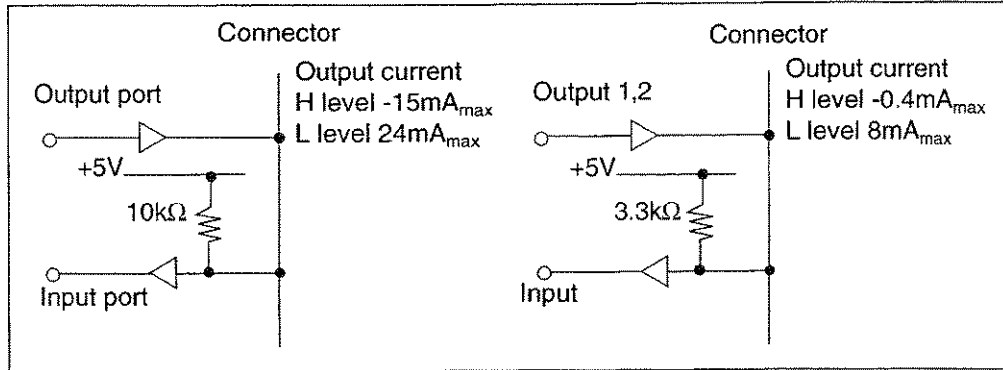 Connector
Output current
H level -15mAmax
L level 24mAmax
Output port
+5V
10kΩ
Input port
Connector
Output current
H level -0.4mAmax
L level 8mAmax
Output 1,2
+5V
3.3kΩ
Input